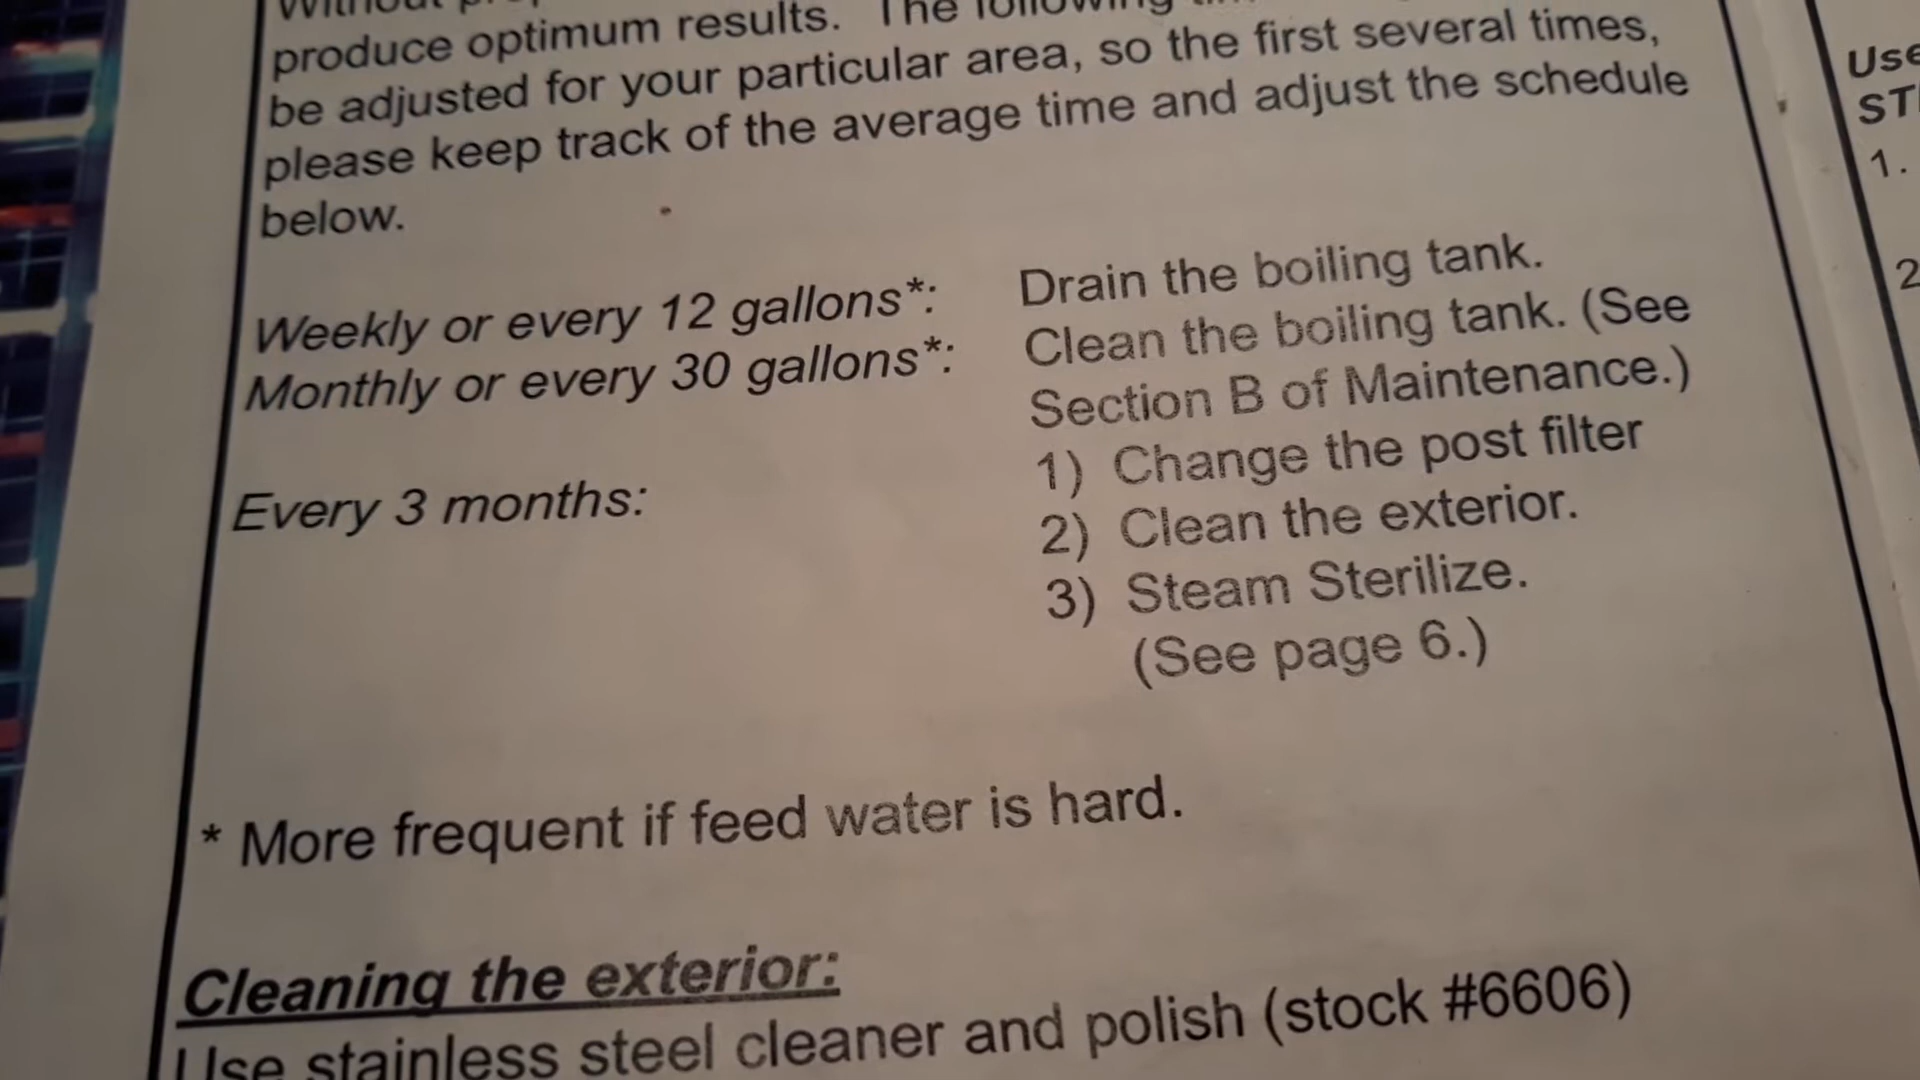 produce optimum results. The following
be adjusted for your particular area, so the first several times,
please keep track of the average time and adjust the schedule
below.
Weekly or every 12 gallons*: Drain the boiling tank.
Monthly or every 30 gallons*: Clean the boiling tank. (See
Section B of Maintenance.)
Every 3 months: 1) Change the post filter
2) Clean the exterior.
3) Steam Sterilize.
(See page 6.)
* More frequent if feed water is hard.
Cleaning the exterior:
Use stainless steel cleaner and polish (stock #6606)
Use
1.
2